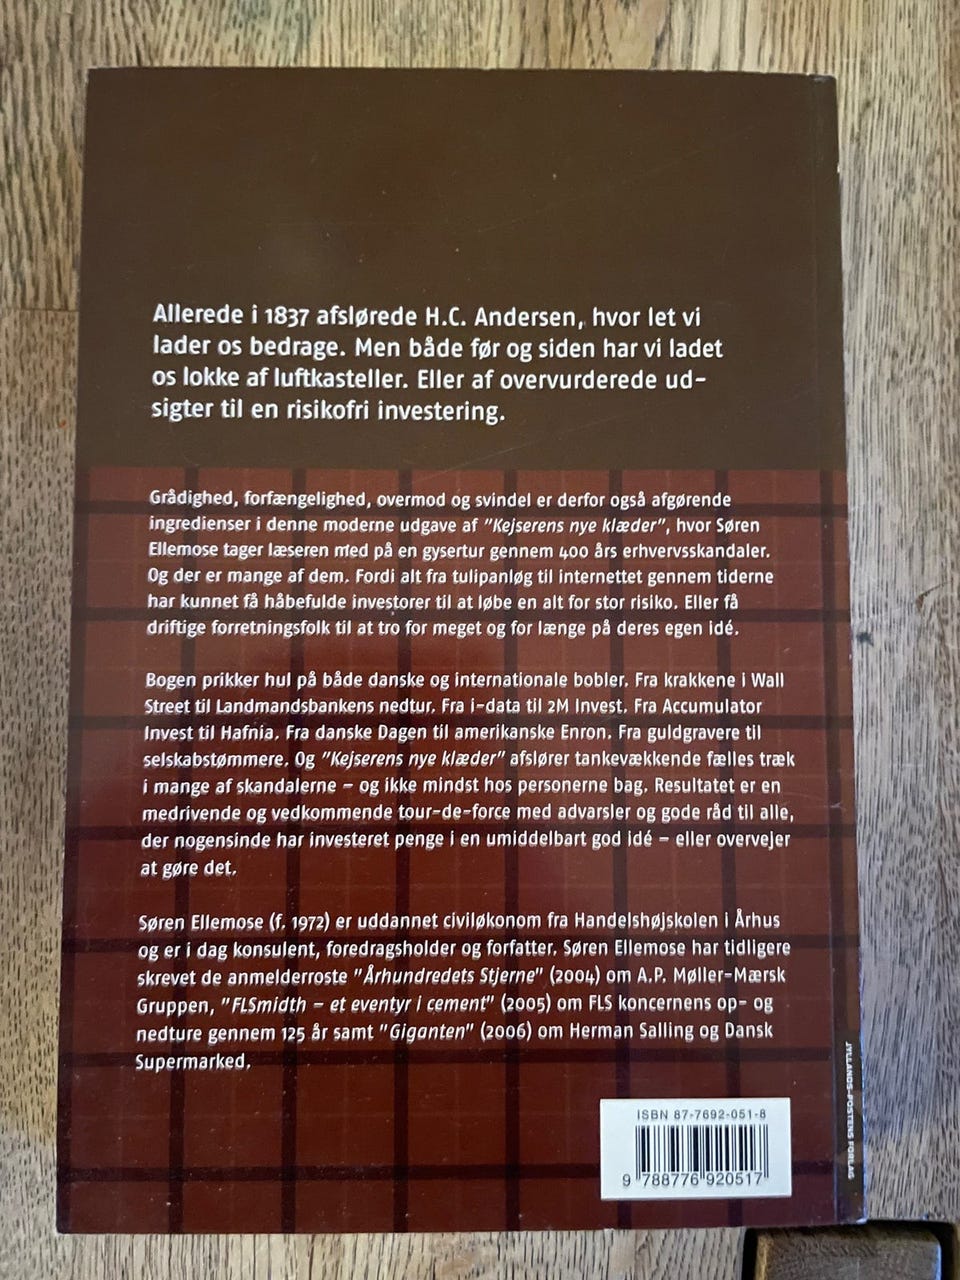 Allerede i 1837 afslørede H.C. Andersen, hvor let vi
lader os bedrage. Men både før og siden har vi ladet
os lokke af luftkasteller. Eller af overvurderede ud-
sigter til en risikofri investering.
Grådighed, forfængelighed, overmod og svindel er derfor også afgørende
ingredienser i denne moderne udgave af "Kejserens nye klæder", hvor Søren
Ellemose tager læseren med på en gysertur gennem 400 års erhvervsskandaler.
Og der er mange af dem. Fordi alt fra tulipanløg til internettet gennem tiderne
har kunnet få håbefulde investorer til at løbe en alt for stor risiko. Eller få
driftige forretningsfolk til at tro for meget og for længe på deres egen idé.
Bogen prikker hul på både danske og internationale bobler. Fra krakkene i Wall
Street til Landmandsbankens nedtur. Fra i-data til 2M Invest. Fra Accumulator
Invest til Hafnia. Fra danske Dagen til amerikanske Enron. Fra guldgravere til
selskabstømmere. Og "Kejserens nye klæder" afslører tankevækkende fælles træk
i mange af skandalerne – og ikke mindst hos personerne bag. Resultatet er en
medrivende og vedkommende tour-de-force med advarsler og gode råd til alle,
der nogensinde har investeret penge i en umiddelbart god idé – eller overvejer
at gøre det.
Søren Ellemose (f. 1972) er uddannet civiløkonom fra Handelshøjskolen i Århus
og er i dag konsulent, foredragsholder og forfatter. Søren Ellemose har tidligere
skrevet de anmelderroste "Århundredets Stjerne" (2004) om A.P. Møller-Mærsk
Gruppen, "FLSmidth – et eventyr i cement" (2005) om FLS koncernens op- og
nedture gennem 125 år samt "Giganten" (2006) om Herman Salling og Dansk
Supermarked.
JYLLANDS-POSTENS FORLAG
ISBN 87-7692-051-8
9 788776 920517